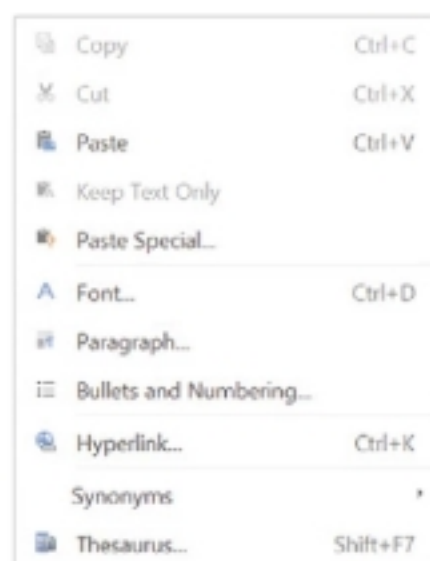 Copy Ctrl+C
Cut Ctrl+X
Paste Ctrl+V
Keep Text Only
Paste Special...
Font... Ctrl+D
Paragraph...
Bullets and Numbering...
Hyperlink... Ctrl+K
Synonyms
Thesaurus... Shift+F7